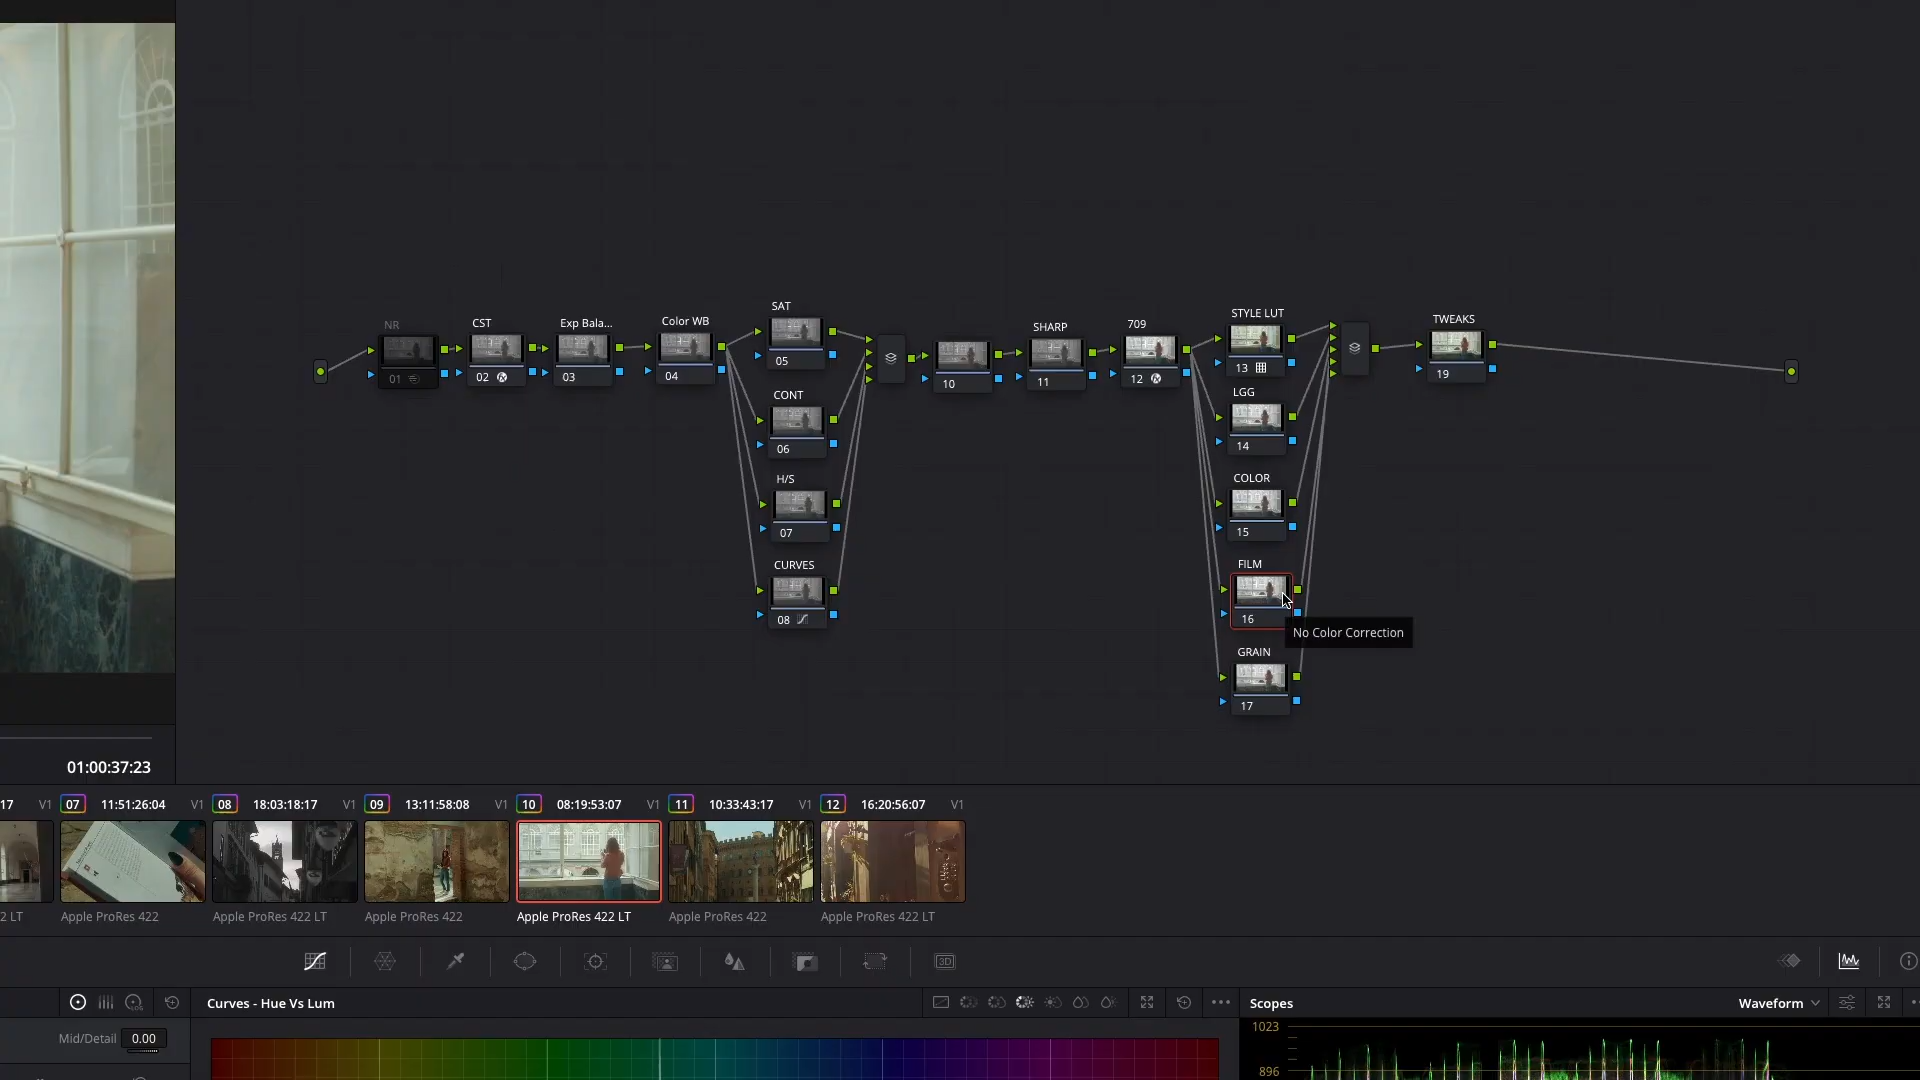 SAT
STYLE LUT
TWEAKS
NR
CST
Exp Bala...
Color WB
SHARP
709
01
02
03
04
05
10
11
12
13
19
CONT
LGG
06
14
H/S
COLOR
07
15
CURVES
FILM
08
16
No Color Correction
GRAIN
17
01:00:37:23
17 V1 07 11:51:26:04 V1 08 18:03:18:17 V1 09 13:11:58:08 V1 10 08:19:53:07 V1 11 10:33:43:17 V1 12 16:20:56:07 V1
2 LT Apple ProRes 422 Apple ProRes 422 LT Apple ProRes 422 Apple ProRes 422 LT Apple ProRes 422 Apple ProRes 422 LT
3D
Curves - Hue Vs Lum
Scopes
Waveform
Mid/Detail 0.00
1023
896